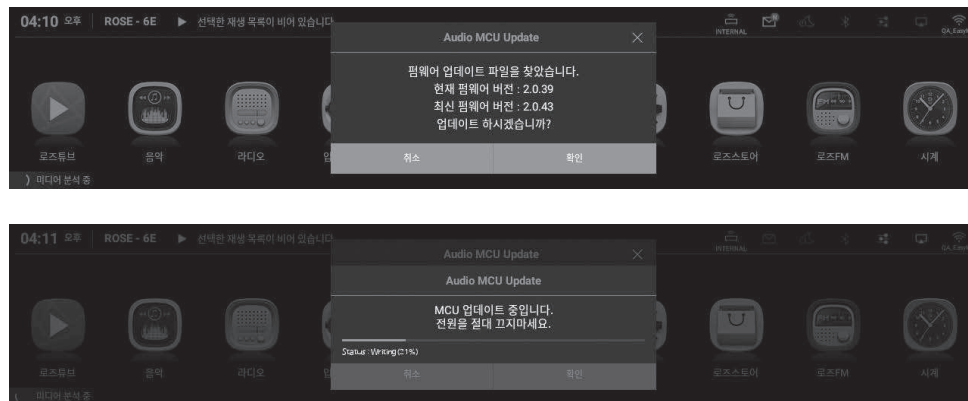 04:10 오후 ROSE - 6E ▶ 선택한 재생 목록이 비어 있습니다
INTERNAL
Audio MCU Update
펌웨어 업데이트 파일을 찾았습니다.
현재 펌웨어 버전 : 2.0.39
최신 펌웨어 버전 : 2.0.43
업데이트 하시겠습니까?
취소 확인
로즈튜브 음악 라디오 로즈스토어 로즈FM 시계
미디어 분석 중
04:11 오후 ROSE - 6E ▶ 선택한 재생 목록이 비어 있습니다
INTERNAL
Audio MCU Update
Audio MCU Update
MCU 업데이트 중입니다.
전원을 절대 끄지마세요.
Status : Writing(21%)
취소 확인
로즈튜브 음악 라디오 로즈스토어 로즈FM 시계
미디어 분석 중